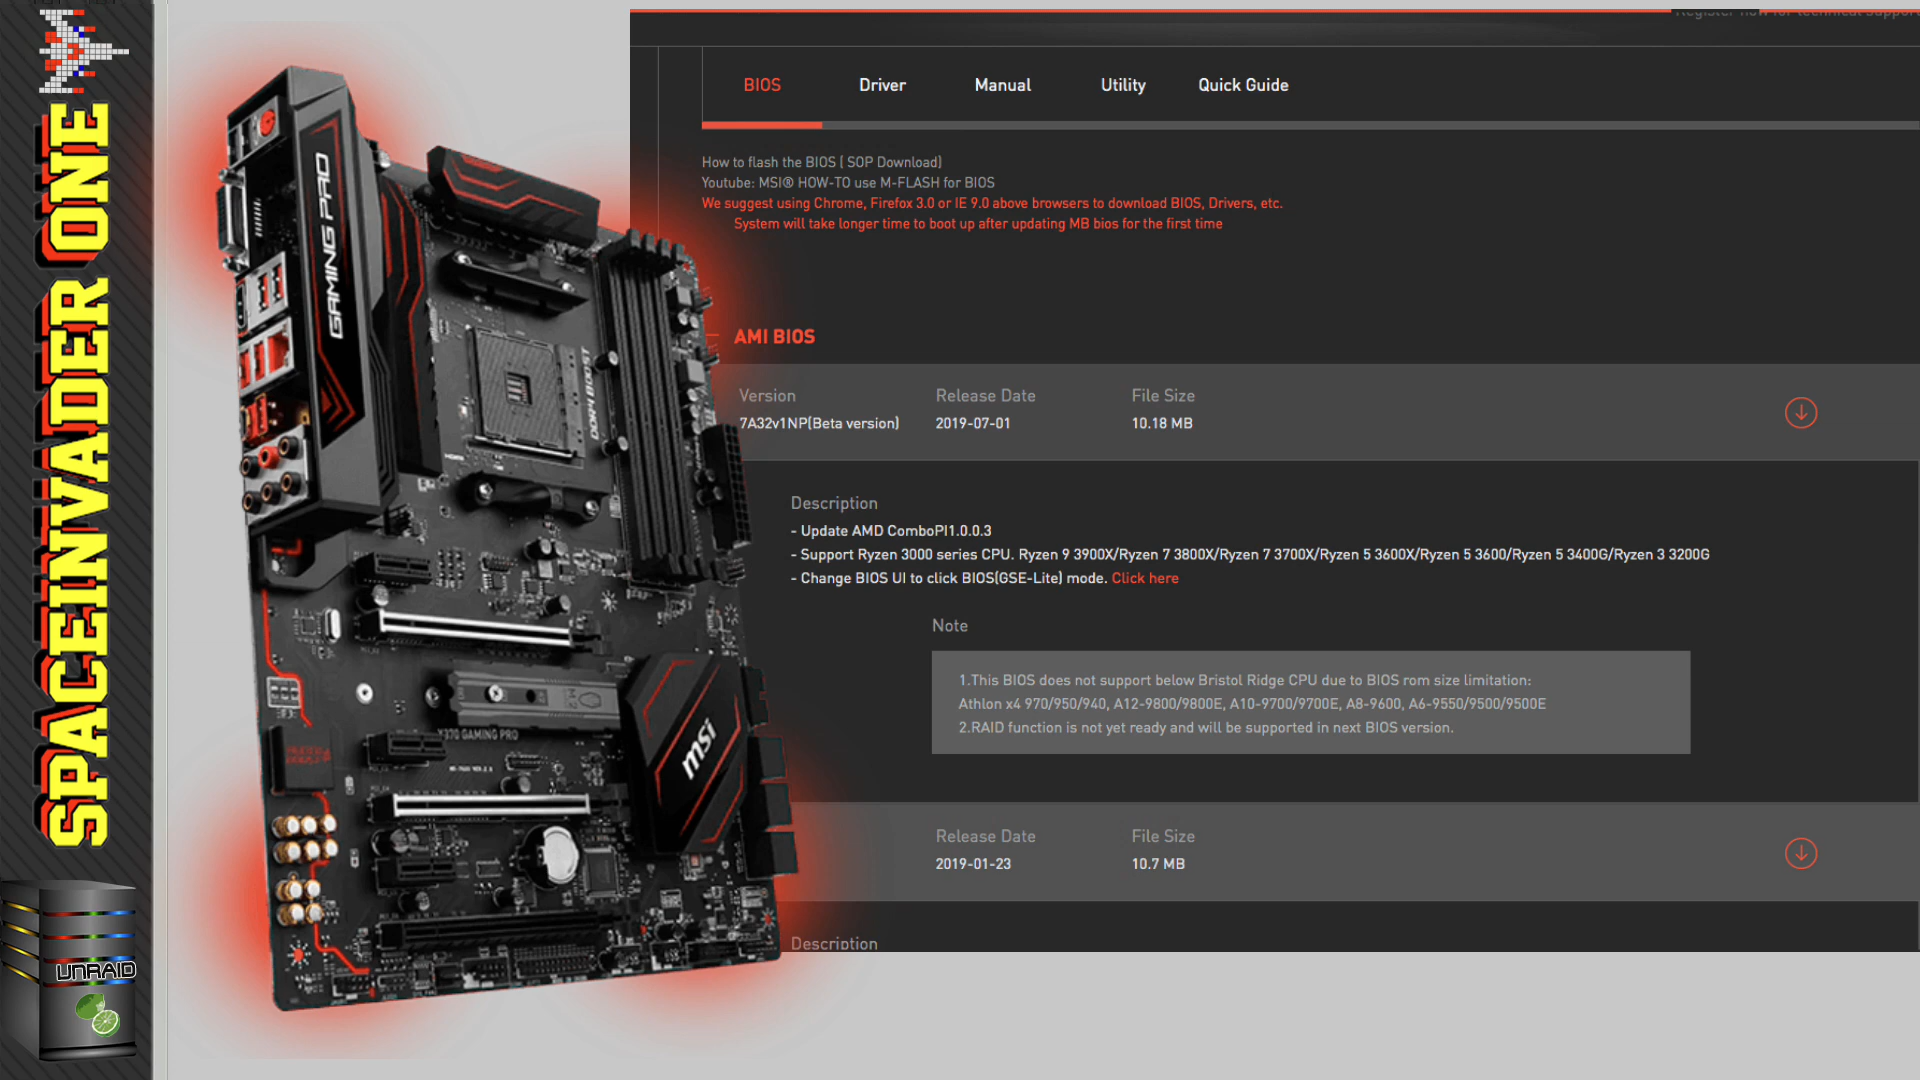 SPACEINVADER ONE
UNRAID
GAMING PRO
DDR4 BOOST
X370 GAMING PRO
msi
BIOS
Driver
Manual
Utility
Quick Guide
How to flash the BIOS [ SOP Download]
Youtube: MSI® HOW-TO use M-FLASH for BIOS
We suggest using Chrome, Firefox 3.0 or IE 9.0 above browsers to download BIOS, Drivers, etc.
System will take longer time to boot up after updating MB bios for the first time
AMI BIOS
Version
Release Date
File Size
7A32v1NP(Beta version)
2019-07-01
10.18 MB
Description
- Update AMD ComboPI1.0.0.3
- Support Ryzen 3000 series CPU. Ryzen 9 3900X/Ryzen 7 3800X/Ryzen 7 3700X/Ryzen 5 3600X/Ryzen 5 3600/Ryzen 5 3400G/Ryzen 3 3200G
- Change BIOS UI to click BIOS(GSE-Lite) mode. Click here
Note
1.This BIOS does not support below Bristol Ridge CPU due to BIOS rom size limitation:
Athlon x4 970/950/940, A12-9800/9800E, A10-9700/9700E, A8-9600, A6-9550/9500/9500E
2.RAID function is not yet ready and will be supported in next BIOS version.
Release Date
File Size
2019-01-23
10.7 MB
Description